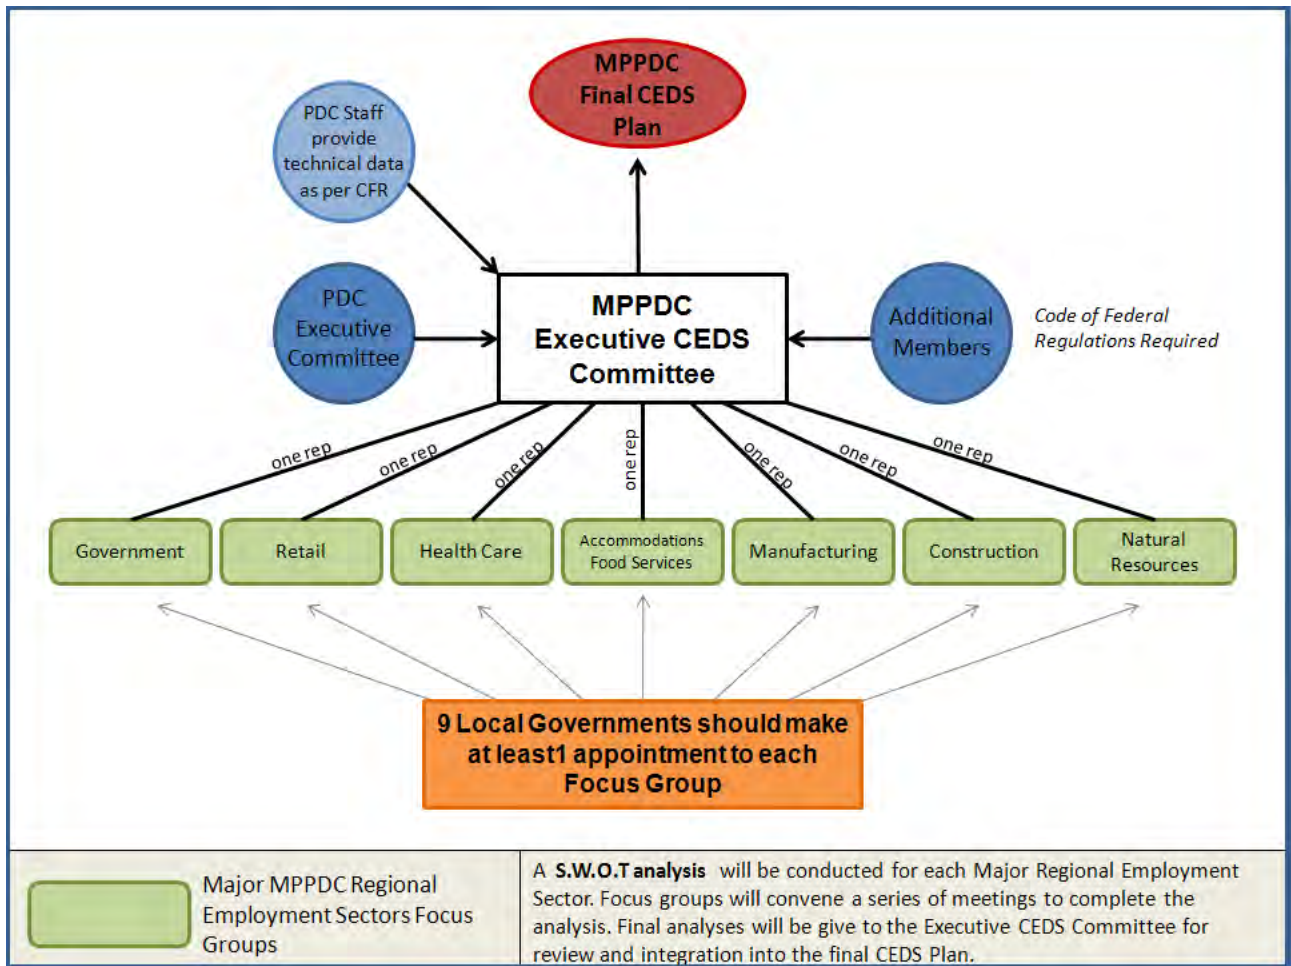 MPPDC
Final CEDS
Plan
PDC Staff
provide
technical data
as per CFR
PDC
Executive
Committee
MPPDC
Executive CEDS
Committee
Additional
Members
Code of Federal
Regulations Required
one rep
one rep
one rep
one rep
one rep
one rep
one rep
Government
Retail
Health Care
Accommodations
Food Services
Manufacturing
Construction
Natural
Resources
9 Local Governments should make
at least1 appointment to each
Focus Group
Major MPPDC Regional
Employment Sectors Focus
Groups
A S.W.O.T analysis will be conducted for each Major Regional Employment
Sector. Focus groups will convene a series of meetings to complete the
analysis. Final analyses will be give to the Executive CEDS Committee for
review and integration into the final CEDS Plan.